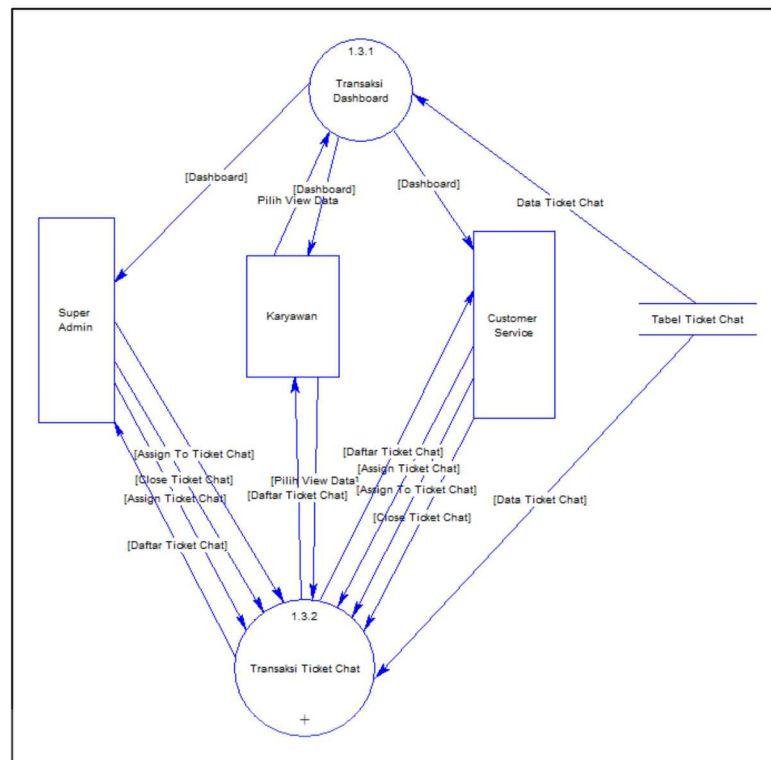 1.3.1
Transaksi
Dashboard
[Dashboard]
[Dashboard]
[Dashboard]
Pilih View Data
Data Ticket Chat
Super
Admin
Karyawan
Customer
Service
Tabel Ticket Chat
[Assign To Ticket Chat]
[Close Ticket Chat]
[Assign Ticket Chat]
[Daftar Ticket Chat]
[Pilih View Data]
[Daftar Ticket Chat]
[Daftar Ticket Chat]
[Assign Ticket Chat]
[Assign To Ticket Chat]
[Close Ticket Chat]
[Data Ticket Chat]
1.3.2
Transaksi Ticket Chat